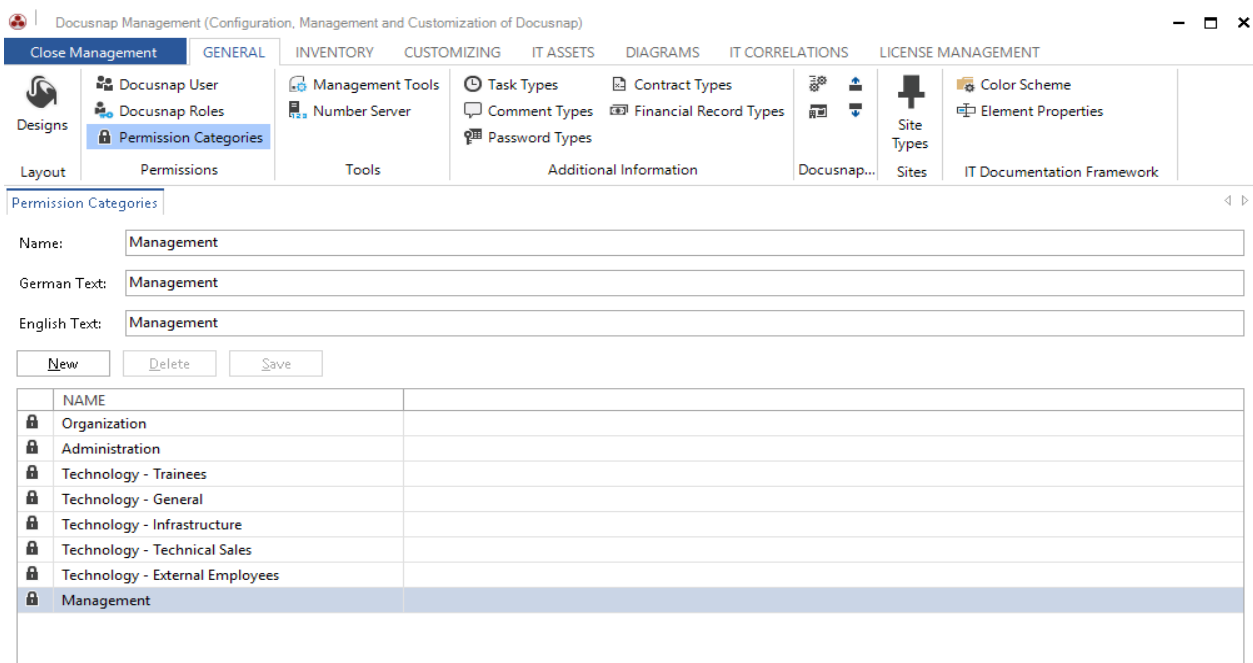 Docusnap Management (Configuration, Management and Customization of Docusnap)
Close Management GENERAL INVENTORY CUSTOMIZING IT ASSETS DIAGRAMS IT CORRELATIONS LICENSE MANAGEMENT
Designs
Layout
Docusnap User
Docusnap Roles
Permission Categories
Permissions
Management Tools
Number Server
Tools
Task Types
Comment Types
Password Types
Contract Types
Financial Record Types
Additional Information
Docusnap...
Site
Types
Sites
Color Scheme
Element Properties
IT Documentation Framework
Permission Categories
Name: Management
German Text: Management
English Text: Management
New Delete Save
NAME
Organization
Administration
Technology - Trainees
Technology - General
Technology - Infrastructure
Technology - Technical Sales
Technology - External Employees
Management